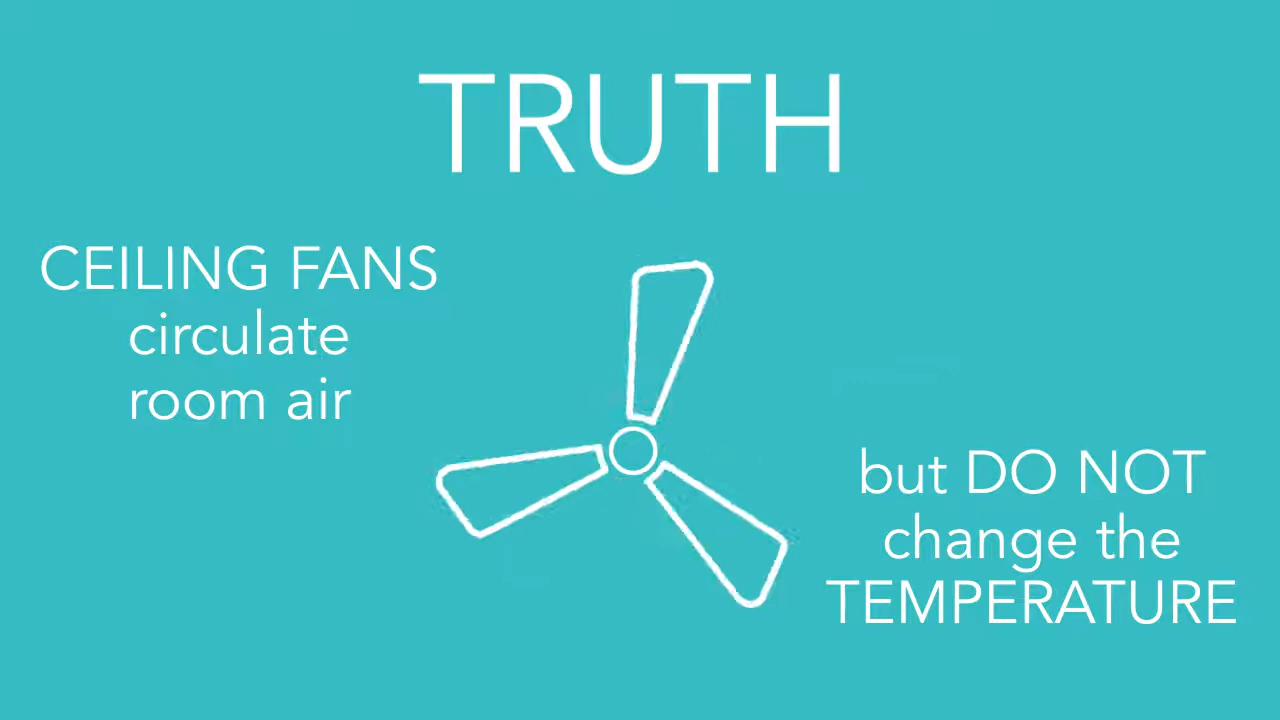 TRUTH
CEILING FANS
circulate
room air
but DO NOT
change the
TEMPERATURE